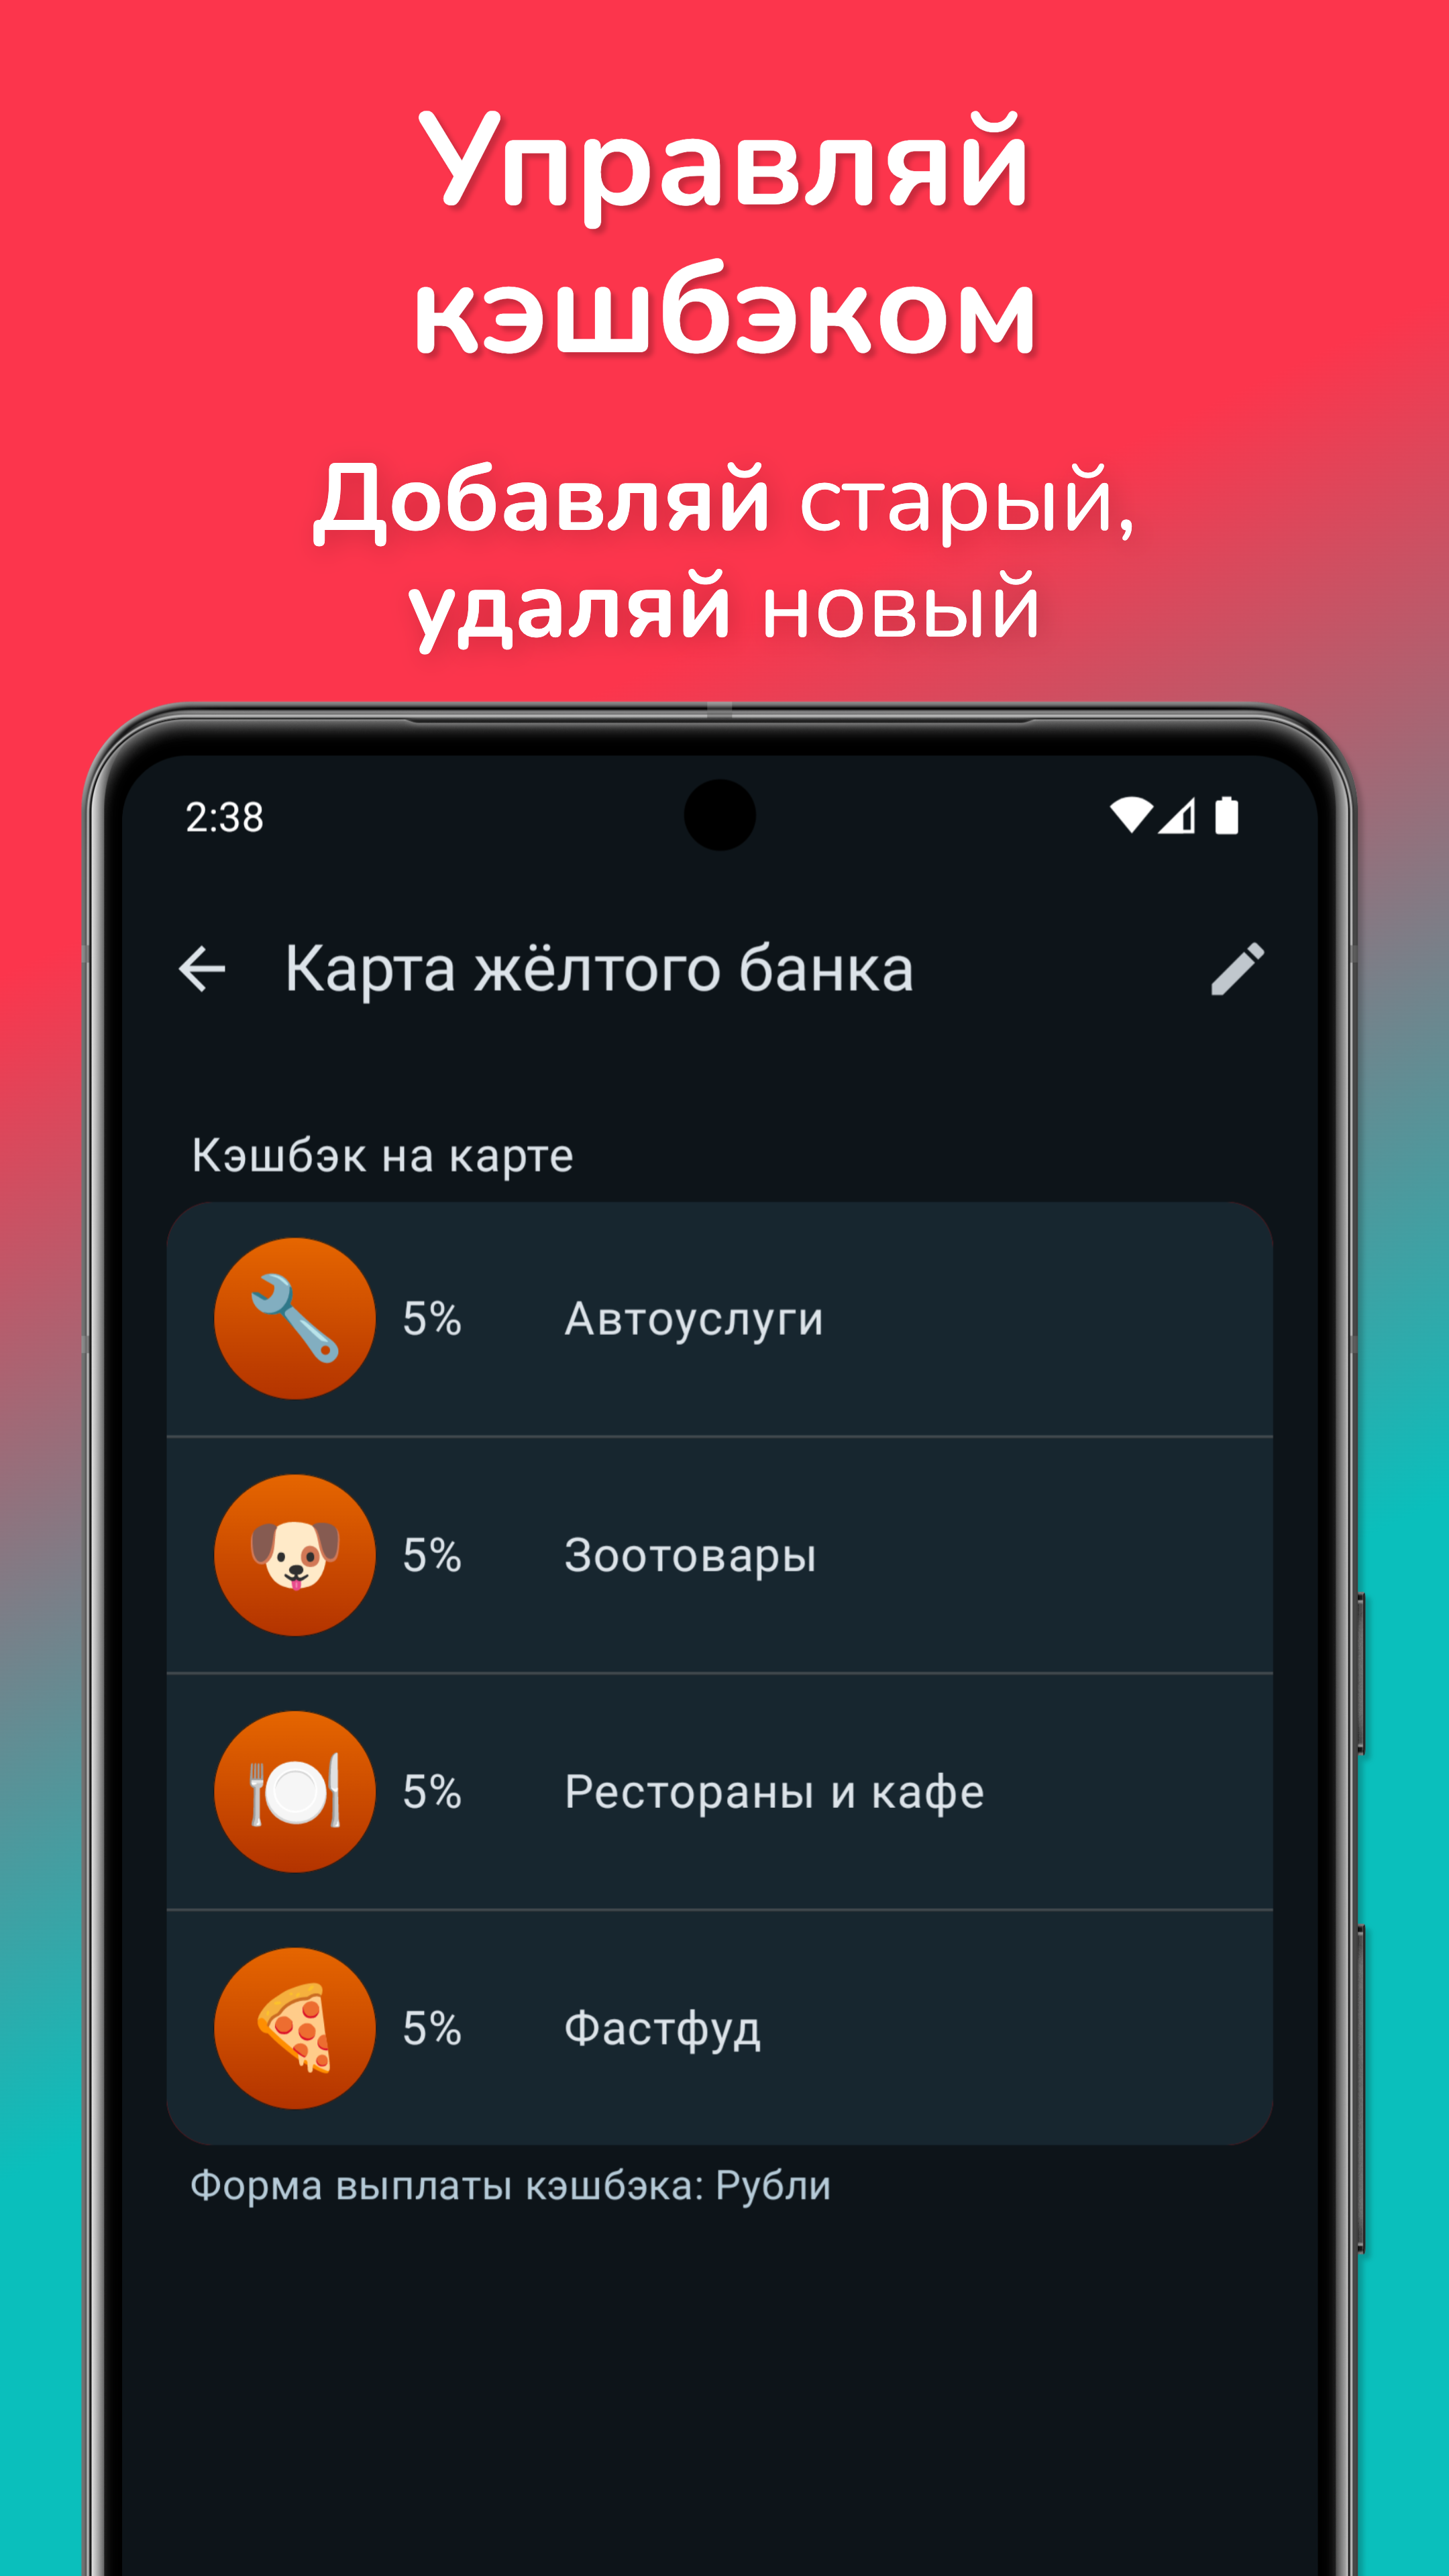 Управляй
кэшбэком
Добавляй старый,
удаляй новый
2:38
Карта жёлтого банка
Кэшбэк на карте
5% Автоуслуги
5% Зоотовары
5% Рестораны и кафе
5% Фастфуд
Форма выплаты кэшбэка: Рубли